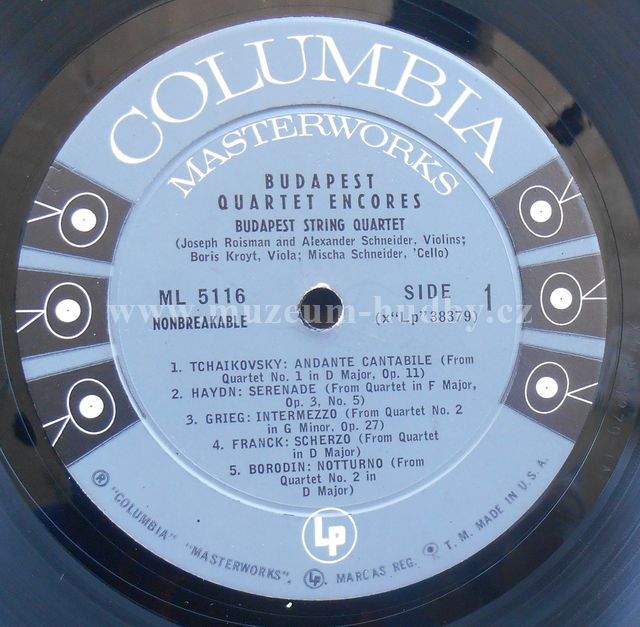 COLUMBIA
MASTERWORKS
BUDAPEST
QUARTET ENCORES
BUDAPEST STRING QUARTET
(Joseph Roisman and Alexander Schneider, Violins;
Boris Kroyt, Viola; Mischa Schneider, 'Cello)
ML 5116
NONBREAKABLE
SIDE 1
(x"Lp"38379)
www.muzeum-hudby.cz
1. TCHAIKOVSKY: ANDANTE CANTABILE (From
Quartet No. 1 in D Major, Op. 11)
2. HAYDN: SERENADE (From Quartet in F Major,
Op. 3, No. 5)
3. GRIEG: INTERMEZZO (From Quartet No. 2
in G Minor, Op. 27)
4. FRANCK: SCHERZO (From Quartet
in D Major)
5. BORODIN: NOTTURNO (From
Quartet No. 2 in
D Major)
Lp
® "COLUMBIA" "MASTERWORKS", Lp, MARCAS REG. T. M. MADE IN U. S. A.